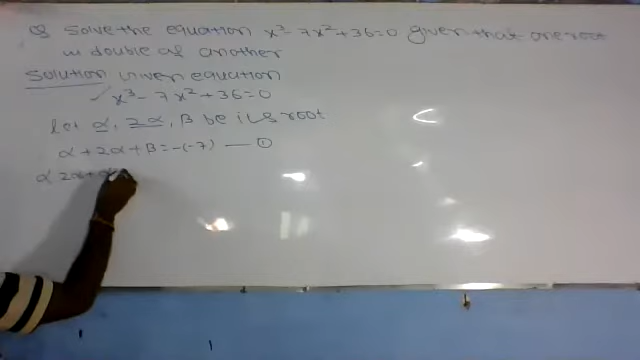 Q solve the equation x³ - 7x² + 36 = 0 given that one root
is double of another
Solution Given equation
x³ - 7x² + 36 = 0
let α, 2α, β be its root
α + 2α + β = -(-7) — ①
α 2α + α